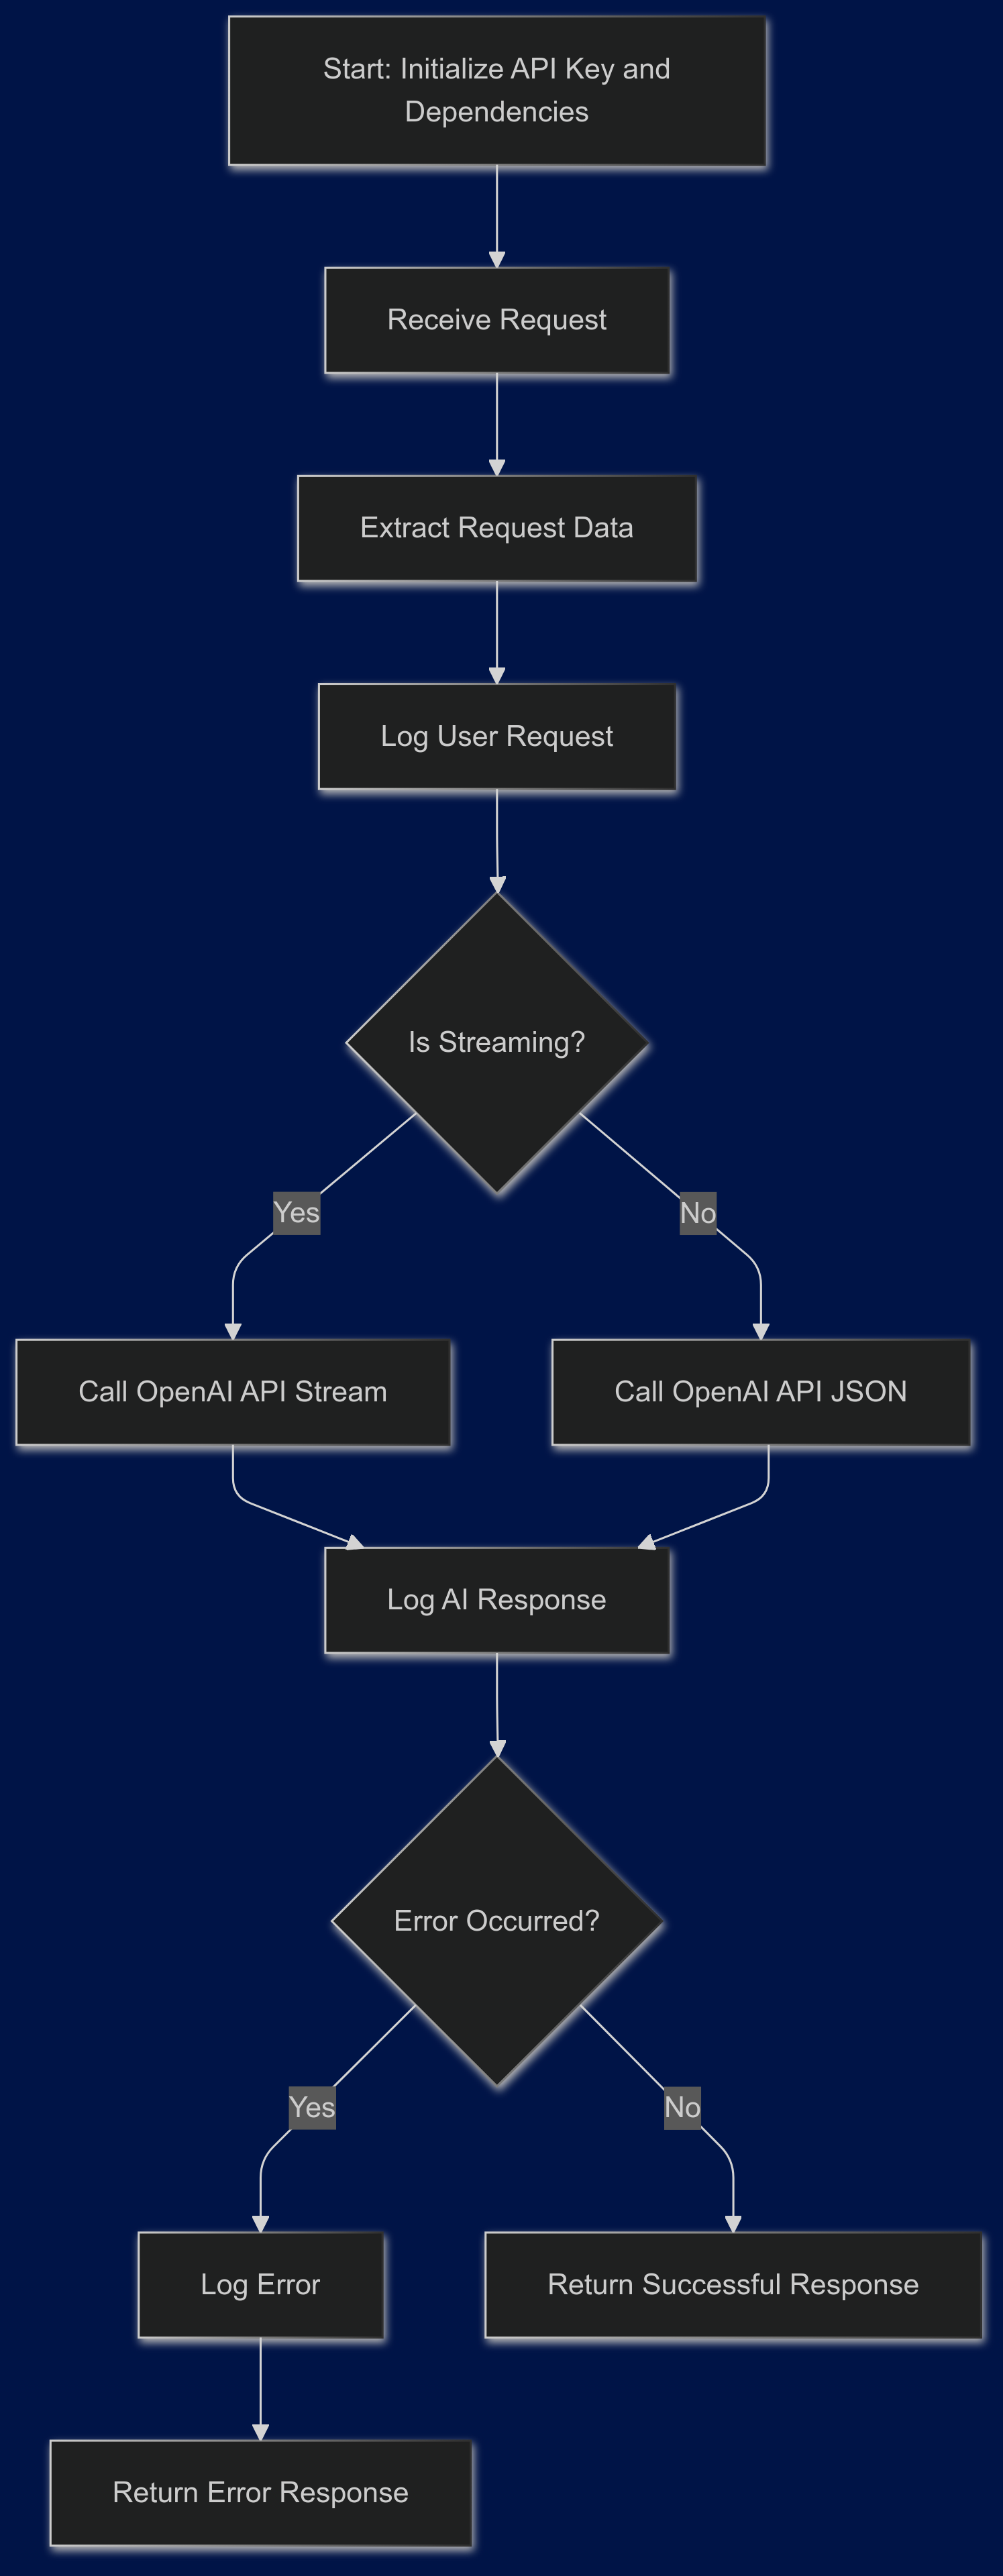 Start: Initialize API Key and
Dependencies
Receive Request
Extract Request Data
Log User Request
Is Streaming?
Yes
No
Call OpenAI API Stream
Call OpenAI API JSON
Log AI Response
Error Occurred?
Yes
No
Log Error
Return Successful Response
Return Error Response